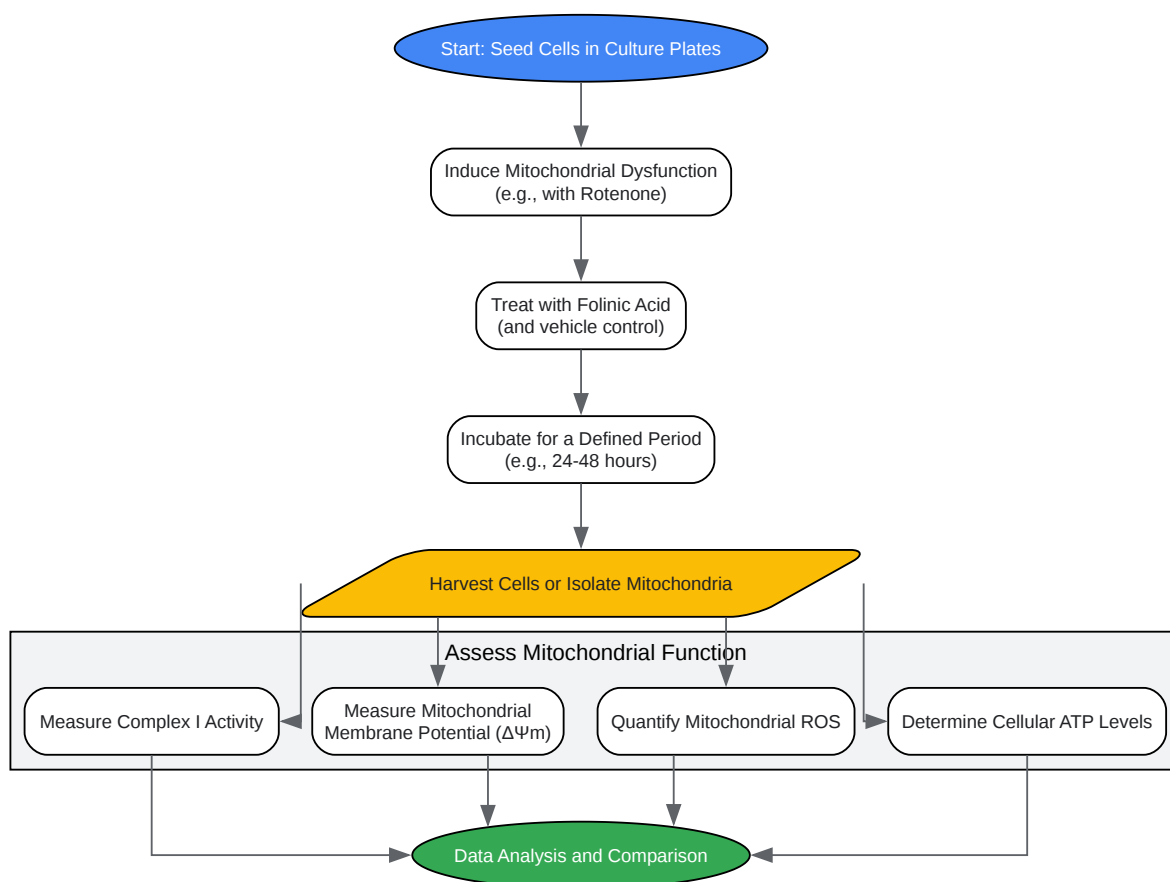 Start: Seed Cells in Culture Plates
Induce Mitochondrial Dysfunction
(e.g., with Rotenone)
Treat with Folinic Acid
(and vehicle control)
Incubate for a Defined Period
(e.g., 24-48 hours)
Harvest Cells or Isolate Mitochondria
Assess Mitochondrial Function
Measure Complex I Activity
Measure Mitochondrial
Membrane Potential (ΔΨm)
Quantify Mitochondrial ROS
Determine Cellular ATP Levels
Data Analysis and Comparison